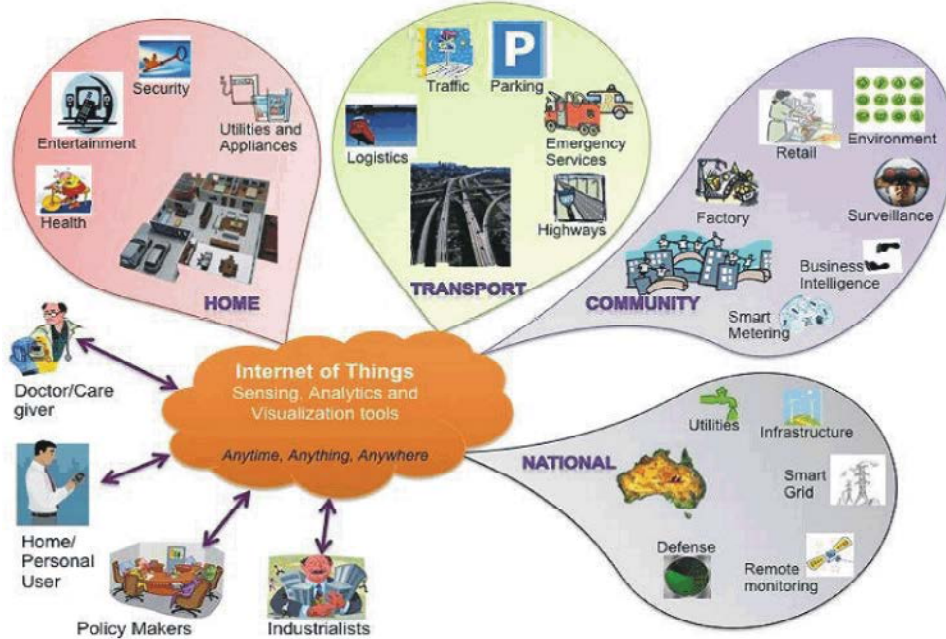 Security
Entertainment
Utilities and
Appliances
Health
HOME
Traffic
P
Parking
Logistics
Emergency
Services
Highways
TRANSPORT
Retail
Environment
Factory
Surveillance
Business
Intelligence
COMMUNITY
Smart
Metering
Internet of Things
Sensing, Analytics and
Visualization tools
Anytime, Anything, Anywhere
Doctor/Care
giver
Home/
Personal
User
Policy Makers
Industrialists
NATIONAL
Utilities
Infrastructure
Smart
Grid
Defense
Remote
monitoring